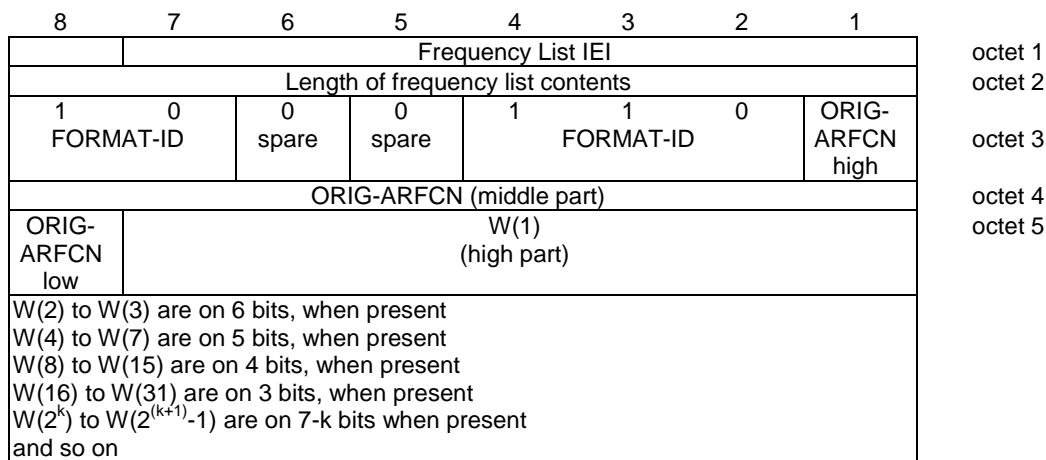 8 7 6 5 4 3 2 1
Frequency List IEI octet 1
Length of frequency list contents octet 2
1 0 0 0 1 1 0 ORIG-
FORMAT-ID spare spare FORMAT-ID ARFCN octet 3
high
ORIG-ARFCN (middle part) octet 4
ORIG- W(1) octet 5
ARFCN (high part)
low
W(2) to W(3) are on 6 bits, when present
W(4) to W(7) are on 5 bits, when present
W(8) to W(15) are on 4 bits, when present
W(16) to W(31) are on 3 bits, when present
W(2^k) to W(2^(k+1)-1) are on 7-k bits when present
and so on